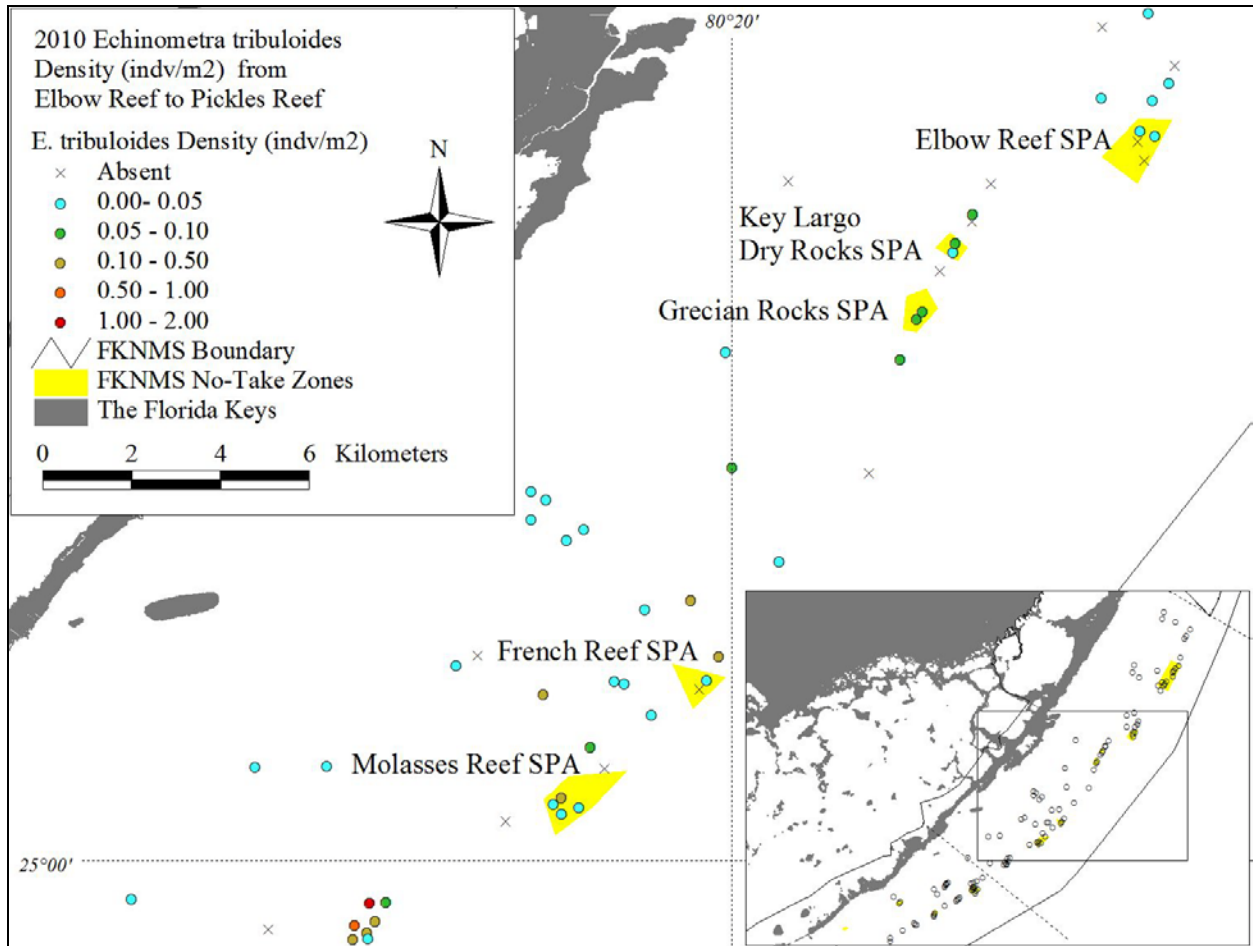 2010 Echinometra tribuloides
Density (indv/m2) from
Elbow Reef to Pickles Reef
E. tribuloides Density (indv/m2)
Absent
0.00- 0.05
0.05 - 0.10
0.10 - 0.50
0.50 - 1.00
1.00 - 2.00
FKNMS Boundary
FKNMS No-Take Zones
The Florida Keys
0 2 4 6 Kilometers
N
80°20'
Elbow Reef SPA
Key Largo
Dry Rocks SPA
Grecian Rocks SPA
French Reef SPA
Molasses Reef SPA
25°00'